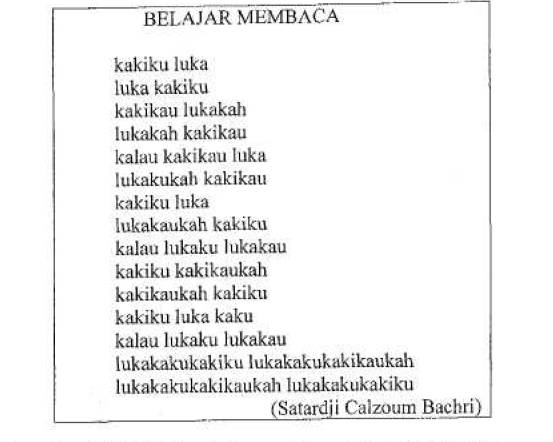 BELAJAR MEMBACA
kakiku luka
luka kakiku
kakikau lukakah
lukakah kakikau
kalau kakikau luka
lukakukah kakikau
kakiku luka
lukakaukah kakiku
kalau lukaku lukakau
kakiku kakikaukah
kakikaukah kakiku
kakiku luka kaku
kalau lukaku lukakau
lukakakukakiku lukakakukakikaukah
lukakakukakikaukah lukakakukakiku
(Satardji Calzoum Bachri)